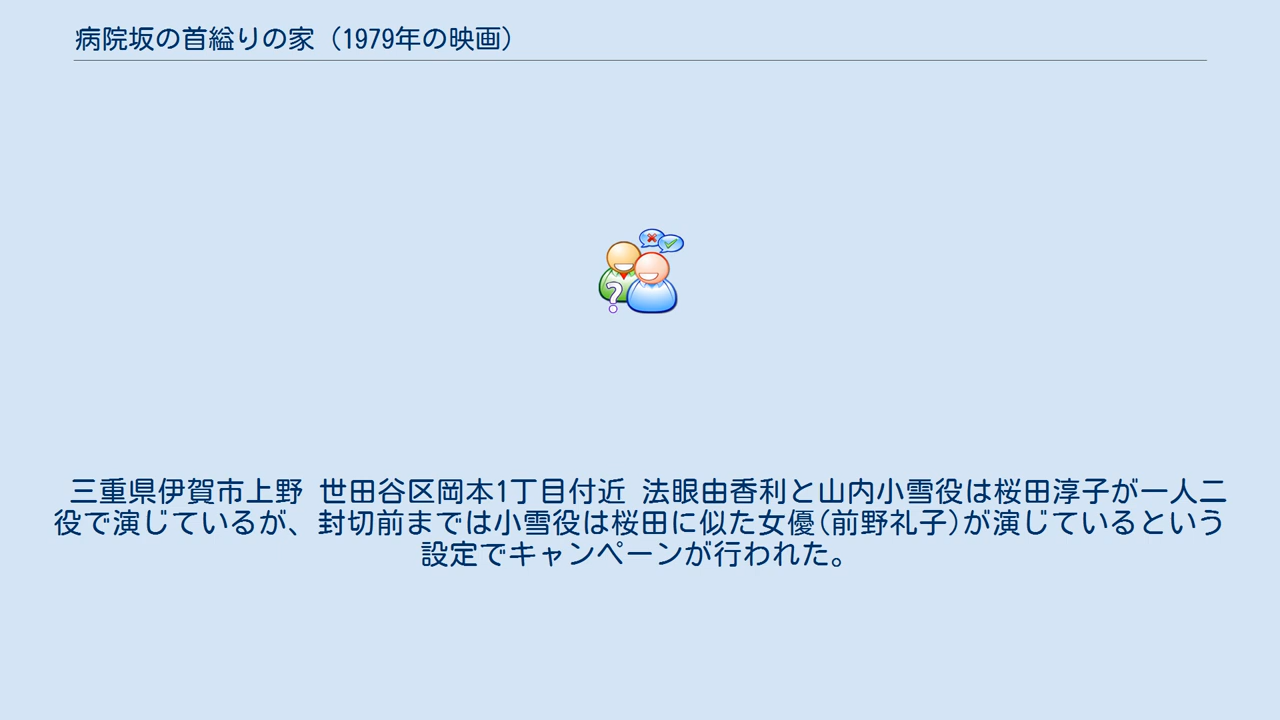 病院坂の首縊りの家（1979年の映画）
三重県伊賀市上野 世田谷区岡本1丁目付近 法眼由香利と山内小雪役は桜田淳子が一人二
役で演じているが、封切前までは小雪役は桜田に似た女優(前野礼子)が演じているという
設定でキャンペーンが行われた。